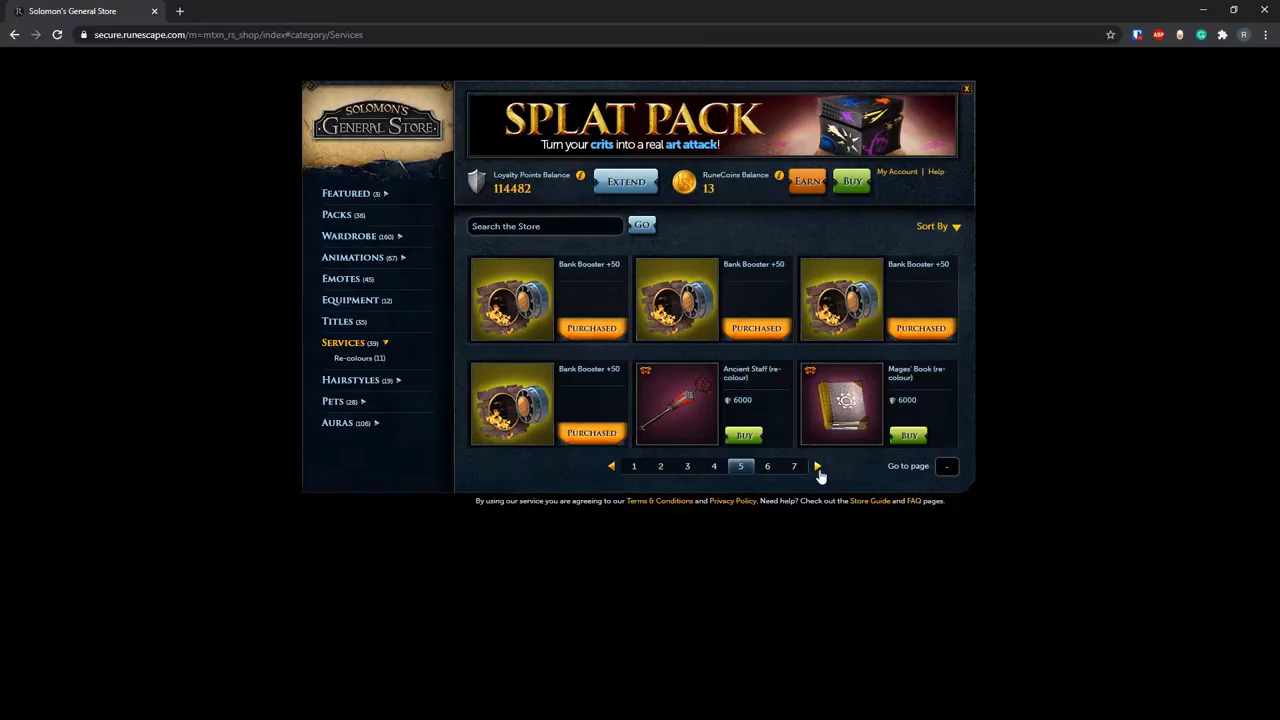 Solomon's General Store
secure.runescape.com/m=mtxn_rs_shop/index#category/Services
R
SOLOMON'S
GENERAL STORE
SPLAT PACK
Turn your crits into a real art attack!
Loyalty Points Balance
114482
EXTEND
RuneCoins Balance
13
EARN
BUY
My Account | Help
Search the Store
GO
Sort By
FEATURED (3)
PACKS (36)
WARDROBE (160)
ANIMATIONS (67)
EMOTES (45)
EQUIPMENT (12)
TITLES (35)
SERVICES (39)
Re-colours (11)
HAIRSTYLES (19)
PETS (28)
AURAS (106)
Bank Booster +50
PURCHASED
Bank Booster +50
PURCHASED
Bank Booster +50
PURCHASED
Bank Booster +50
PURCHASED
Ancient Staff (re-
colour)
6000
BUY
Mages' Book (re-
colour)
6000
BUY
1 2 3 4 5 6 7
Go to page -
By using our service you are agreeing to our Terms & Conditions and Privacy Policy. Need help? Check out the Store Guide and FAQ pages.